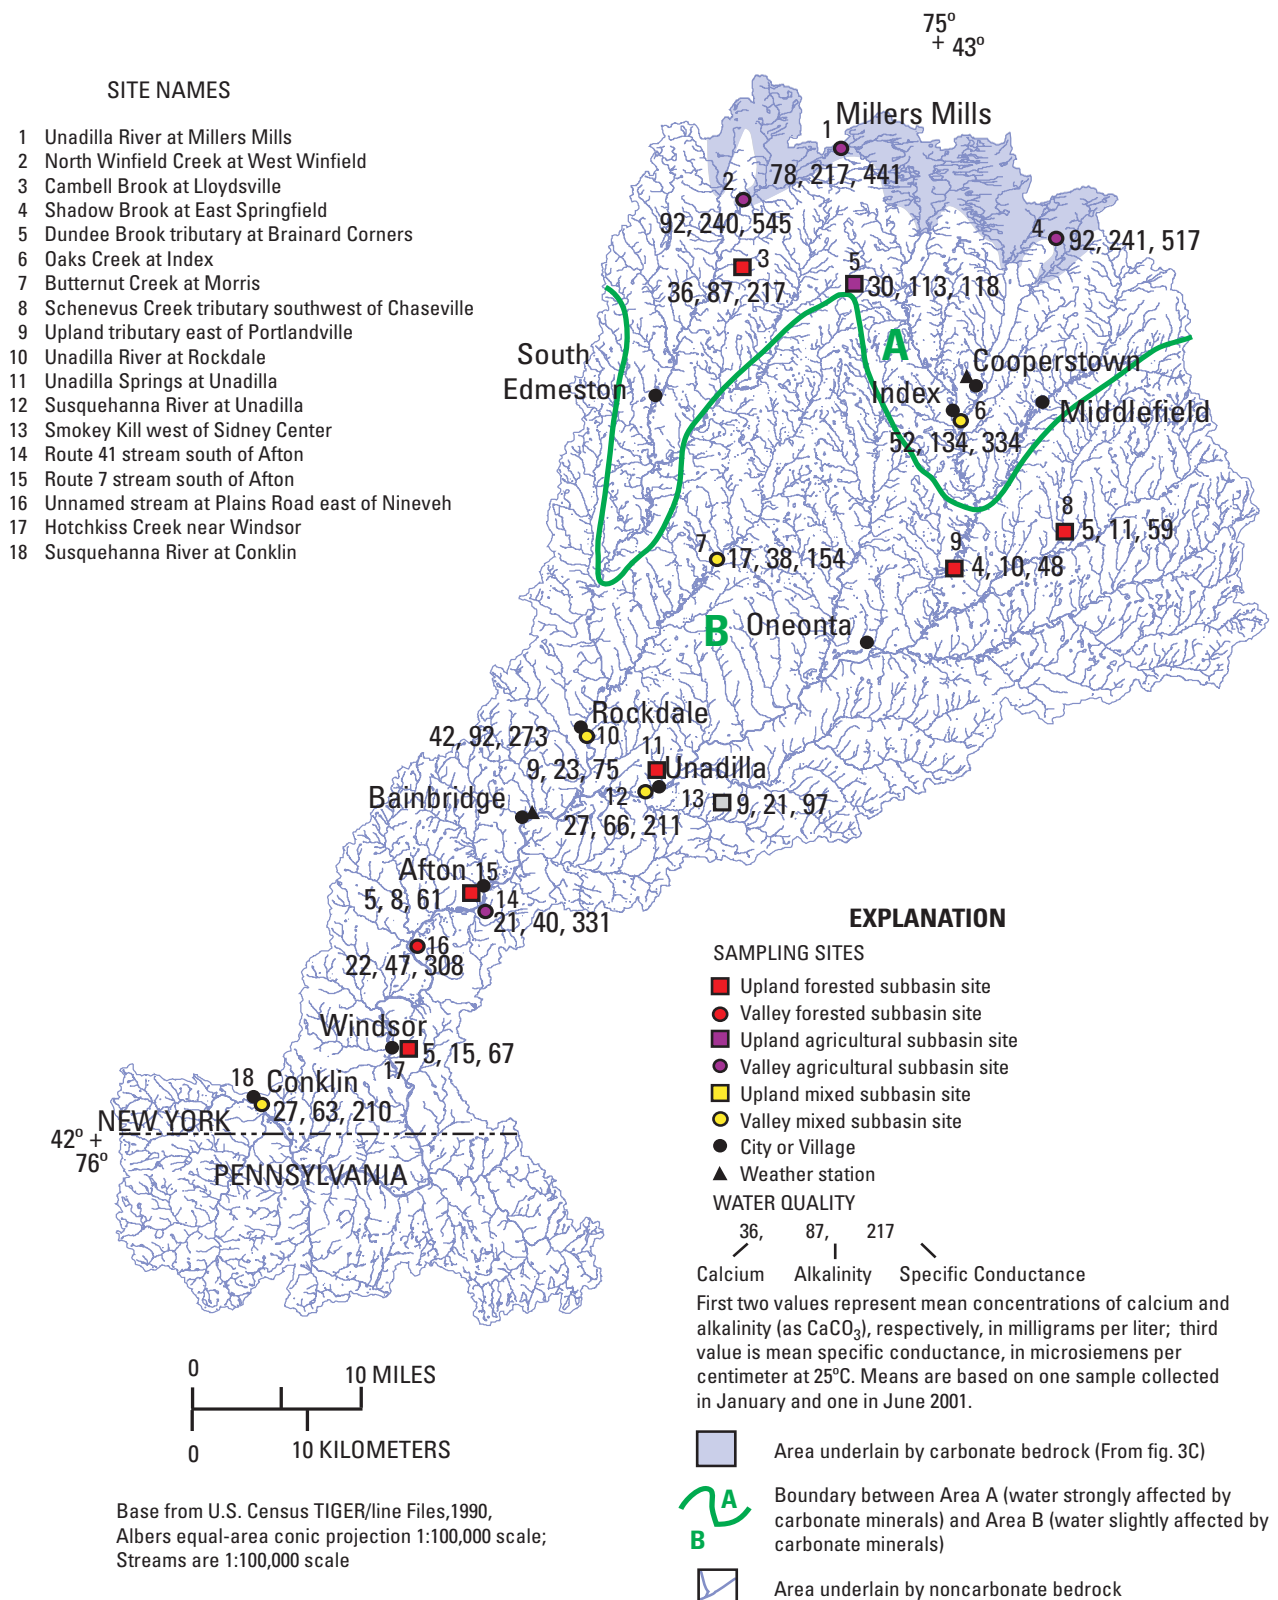 75º
+ 43º
SITE NAMES
1 Unadilla River at Millers Mills
2 North Winfield Creek at West Winfield
3 Cambell Brook at Lloydsville
4 Shadow Brook at East Springfield
5 Dundee Brook tributary at Brainard Corners
6 Oaks Creek at Index
7 Butternut Creek at Morris
8 Schenevus Creek tributary southwest of Chaseville
9 Upland tributary east of Portlandville
10 Unadilla River at Rockdale
11 Unadilla Springs at Unadilla
12 Susquehanna River at Unadilla
13 Smokey Kill west of Sidney Center
14 Route 41 stream south of Afton
15 Route 7 stream south of Afton
16 Unnamed stream at Plains Road east of Nineveh
17 Hotchkiss Creek near Windsor
18 Susquehanna River at Conklin
Millers Mills
1
78, 217, 441
2
92, 240, 545
4
92, 241, 517
3
36, 87, 217
5
30, 113, 118
A
South
Edmeston
Cooperstown
Index
6
Middlefield
52, 134, 334
8
5, 11, 59
9
4, 10, 48
7
17, 38, 154
B
Oneonta
Rockdale
42, 92, 273
10
11
9, 23, 75
Unadilla
Bainbridge
12
13
9, 21, 97
27, 66, 211
Afton
15
5, 8, 61
14
21, 40, 331
16
22, 47, 308
Windsor
17
5, 15, 67
18
Conklin
27, 63, 210
NEW YORK
42º +
76º
PENNSYLVANIA
EXPLANATION
SAMPLING SITES
Upland forested subbasin site
Valley forested subbasin site
Upland agricultural subbasin site
Valley agricultural subbasin site
Upland mixed subbasin site
Valley mixed subbasin site
City or Village
Weather station
WATER QUALITY
36, 87, 217
Calcium Alkalinity Specific Conductance
First two values represent mean concentrations of calcium and
alkalinity (as CaCO3), respectively, in milligrams per liter; third
value is mean specific conductance, in microsiemens per
centimeter at 25ºC. Means are based on one sample collected
in January and one in June 2001.
Area underlain by carbonate bedrock (From fig. 3C)
A
B
Boundary between Area A (water strongly affected by
carbonate minerals) and Area B (water slightly affected by
carbonate minerals)
Area underlain by noncarbonate bedrock
0 10 MILES
0 10 KILOMETERS
Base from U.S. Census TIGER/line Files,1990,
Albers equal-area conic projection 1:100,000 scale;
Streams are 1:100,000 scale